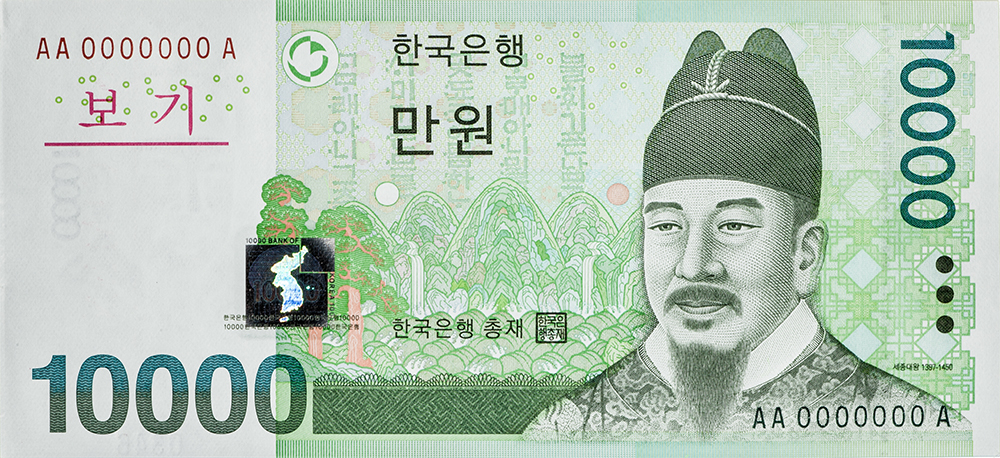 AA 0000000 A
보기
한국은행
만원
10000
10000 BANK OF
KOREA 10
한국은행 총재
한국은
행총재
10000
세종대왕 1397-1450
AA 0000000 A